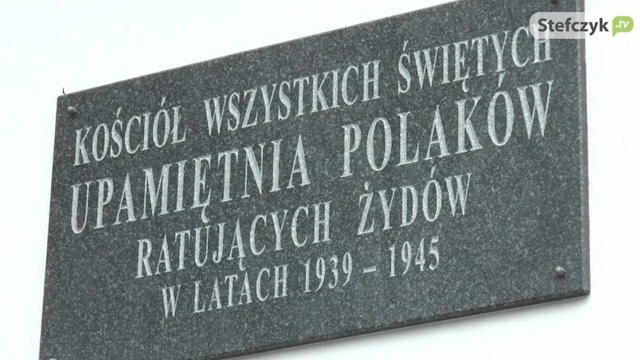 Stefczyk.tv
KOŚCIÓŁ WSZYSTKICH ŚWIĘTYCH
UPAMIĘTNIA POLAKÓW
RATUJĄCYCH ŻYDÓW
W LATACH 1939 – 1945